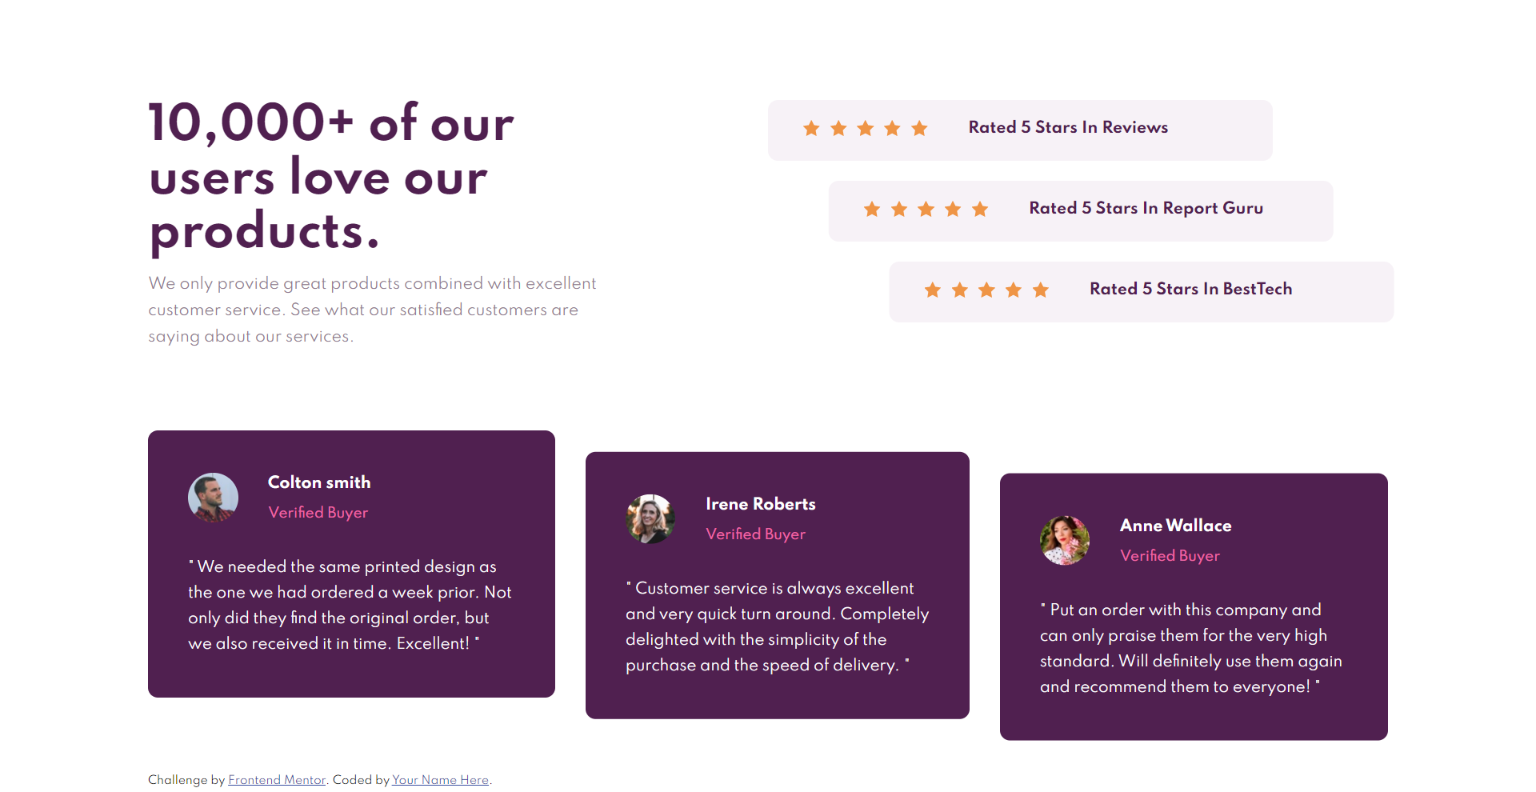 10,000+ of our
users love our
products.
We only provide great products combined with excellent
customer service. See what our satisfied customers are
saying about our services.
Rated 5 Stars In Reviews
Rated 5 Stars In Report Guru
Rated 5 Stars In BestTech
Colton smith
Verified Buyer
" We needed the same printed design as
the one we had ordered a week prior. Not
only did they find the original order, but
we also received it in time. Excellent! "
Irene Roberts
Verified Buyer
" Customer service is always excellent
and very quick turn around. Completely
delighted with the simplicity of the
purchase and the speed of delivery. "
Anne Wallace
Verified Buyer
" Put an order with this company and
can only praise them for the very high
standard. Will definitely use them again
and recommend them to everyone! "
Challenge by Frontend Mentor. Coded by Your Name Here.